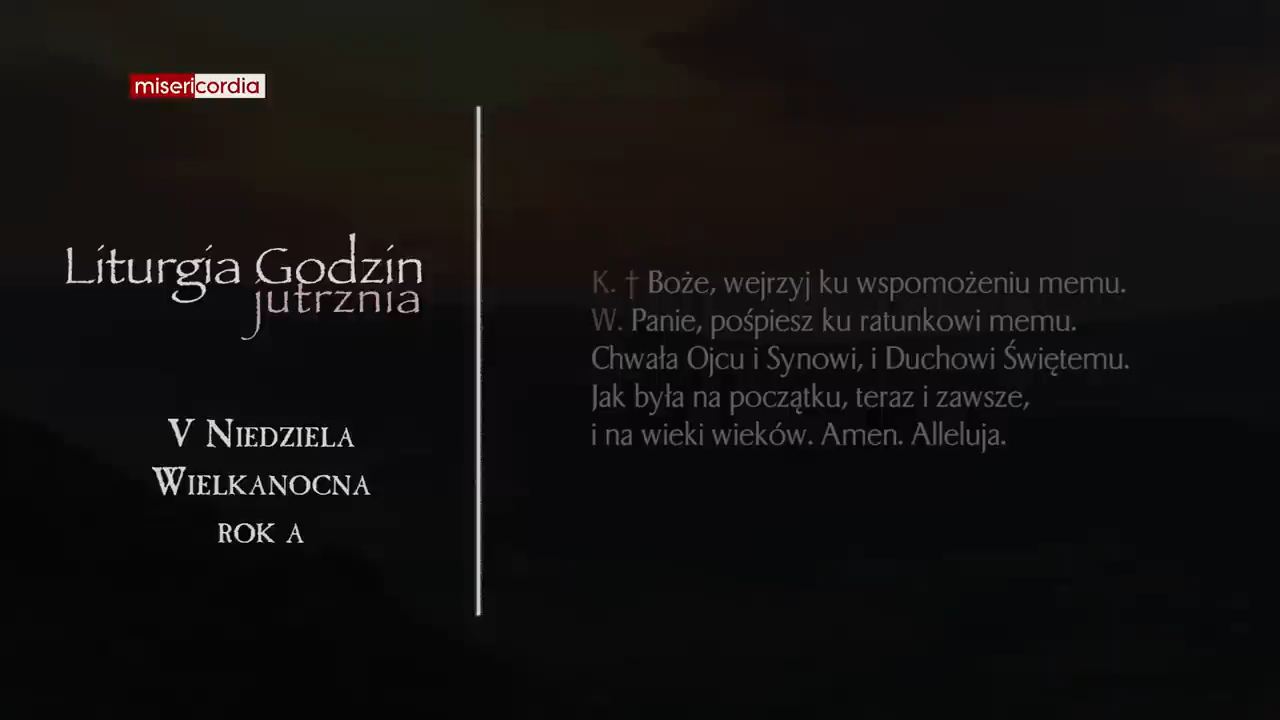 misericordia
Liturgia Godzin
jutrznia
V Niedziela
Wielkanocna
rok A
K. † Boże, wejrzyj ku wspomożeniu memu.
W. Panie, pośpiesz ku ratunkowi memu.
Chwała Ojcu i Synowi, i Duchowi Świętemu.
Jak była na początku, teraz i zawsze,
i na wieki wieków. Amen. Alleluja.